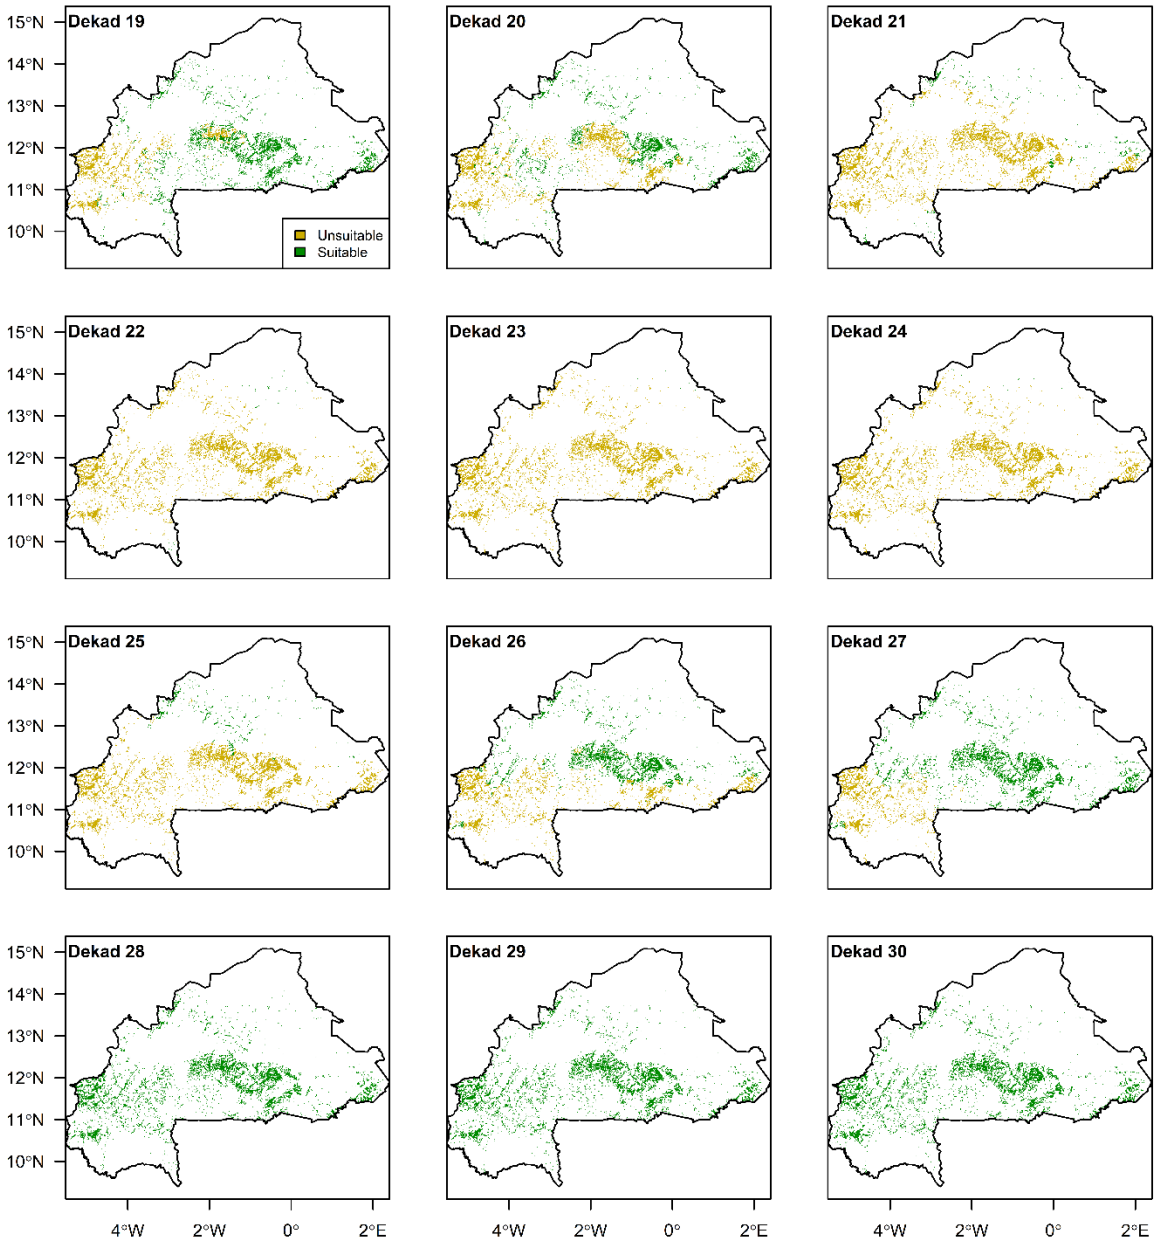 Dekad 19
Dekad 20
Dekad 21
15°N
14°N
13°N
12°N
11°N
10°N
Unsuitable
Suitable
Dekad 22
Dekad 23
Dekad 24
15°N
14°N
13°N
12°N
11°N
10°N
Dekad 25
Dekad 26
Dekad 27
15°N
14°N
13°N
12°N
11°N
10°N
Dekad 28
Dekad 29
Dekad 30
15°N
14°N
13°N
12°N
11°N
10°N
4°W 2°W 0° 2°E
4°W 2°W 0° 2°E
4°W 2°W 0° 2°E